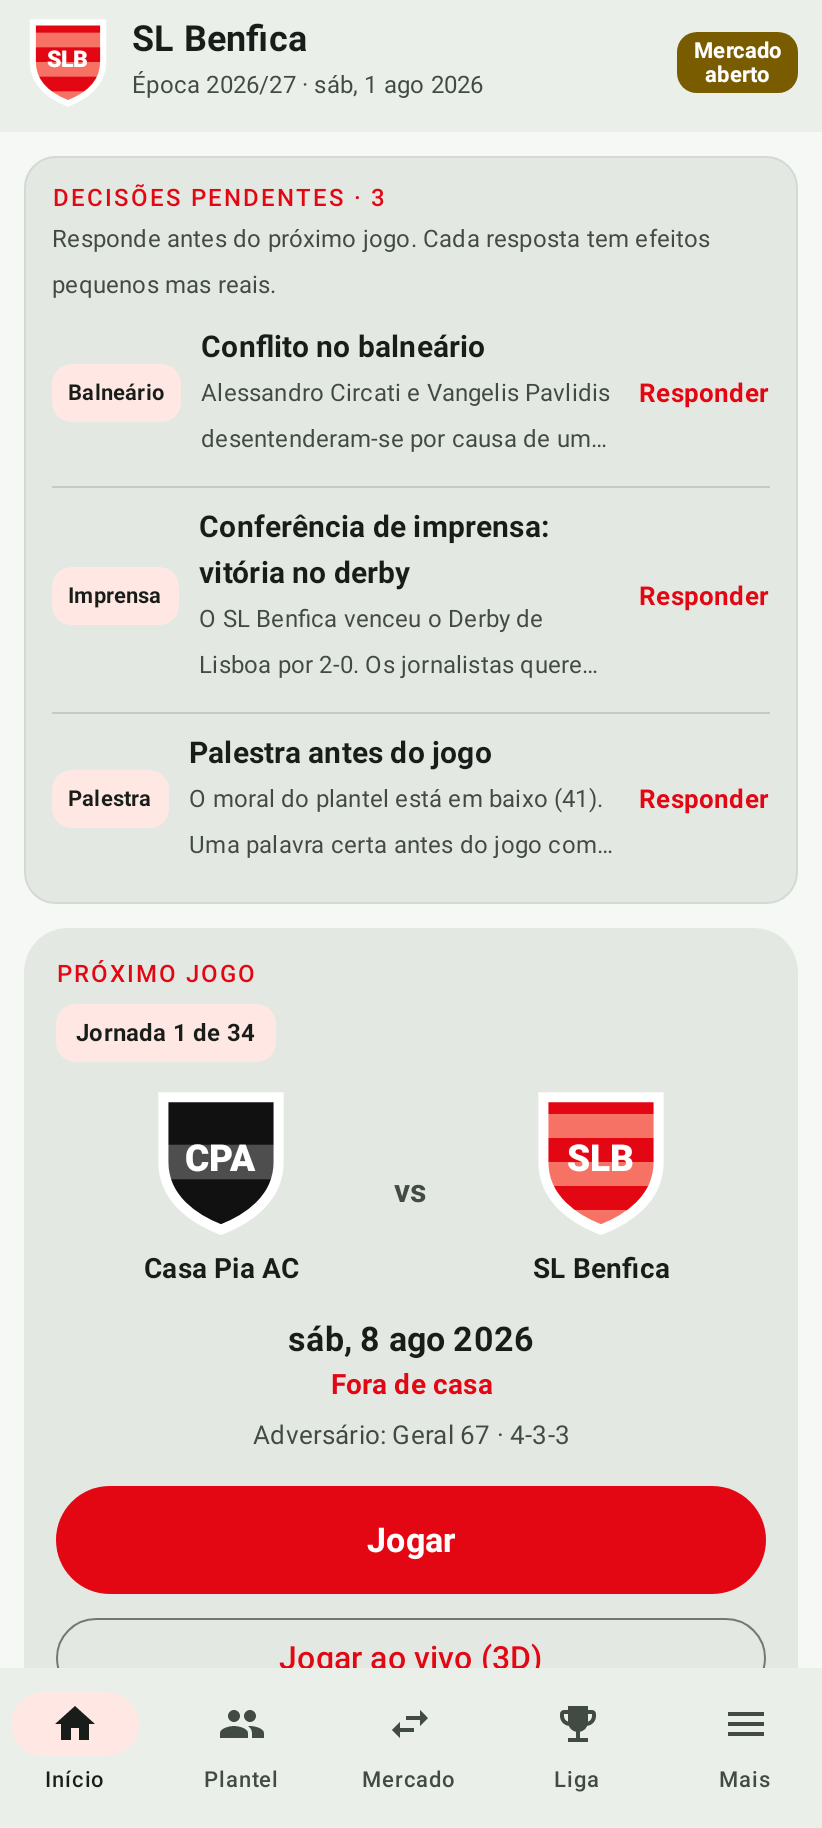 SLB
SL Benfica
Época 2026/27 · sáb, 1 ago 2026
Mercado
aberto
DECISÕES PENDENTES · 3
Responde antes do próximo jogo. Cada resposta tem efeitos
pequenos mas reais.
Balneário
Conflito no balneário
Alessandro Circati e Vangelis Pavlidis
desentenderam-se por causa de um...
Responder
Imprensa
Conferência de imprensa:
vitória no derby
O SL Benfica venceu o Derby de
Lisboa por 2-0. Os jornalistas quere...
Responder
Palestra
Palestra antes do jogo
O moral do plantel está em baixo (41).
Uma palavra certa antes do jogo com...
Responder
PRÓXIMO JOGO
Jornada 1 de 34
CPA
vs
SLB
Casa Pia AC
SL Benfica
sáb, 8 ago 2026
Fora de casa
Adversário: Geral 67 · 4-3-3
Jogar
Jogar ao vivo (3D)
Início
Plantel
Mercado
Liga
Mais